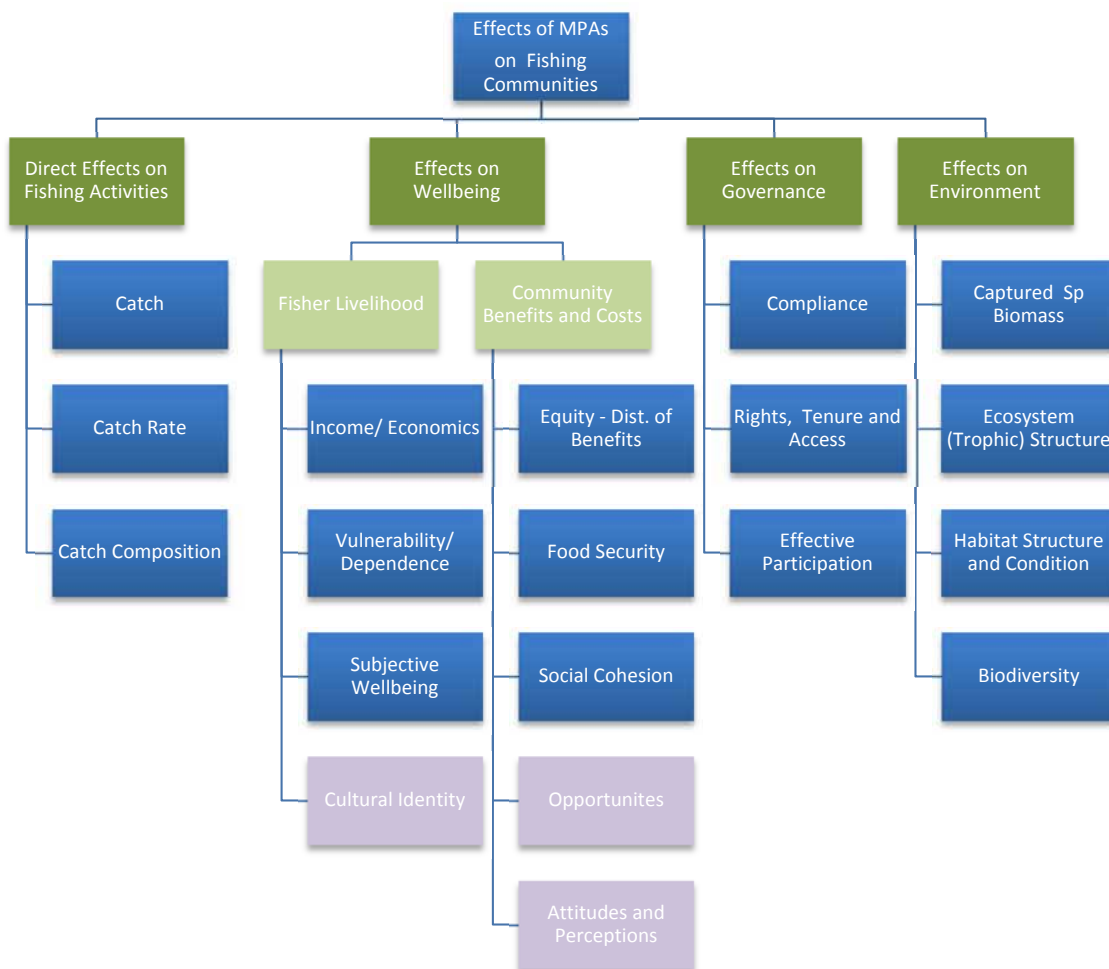 Effects of MPAs
on Fishing
Communities
Direct Effects on
Fishing Activities
Effects on
Wellbeing
Effects on
Governance
Effects on
Environment
Catch
Catch Rate
Catch Composition
Fisher Livelihood
Income/ Economics
Vulnerability/
Dependence
Subjective
Wellbeing
Cultural Identity
Community
Benefits and Costs
Equity - Dist. of
Benefits
Food Security
Social Cohesion
Opportunites
Attitudes and
Perceptions
Compliance
Rights, Tenure and
Access
Effective
Participation
Captured Sp
Biomass
Ecosystem
(Trophic) Structure
Habitat Structure
and Condition
Biodiversity